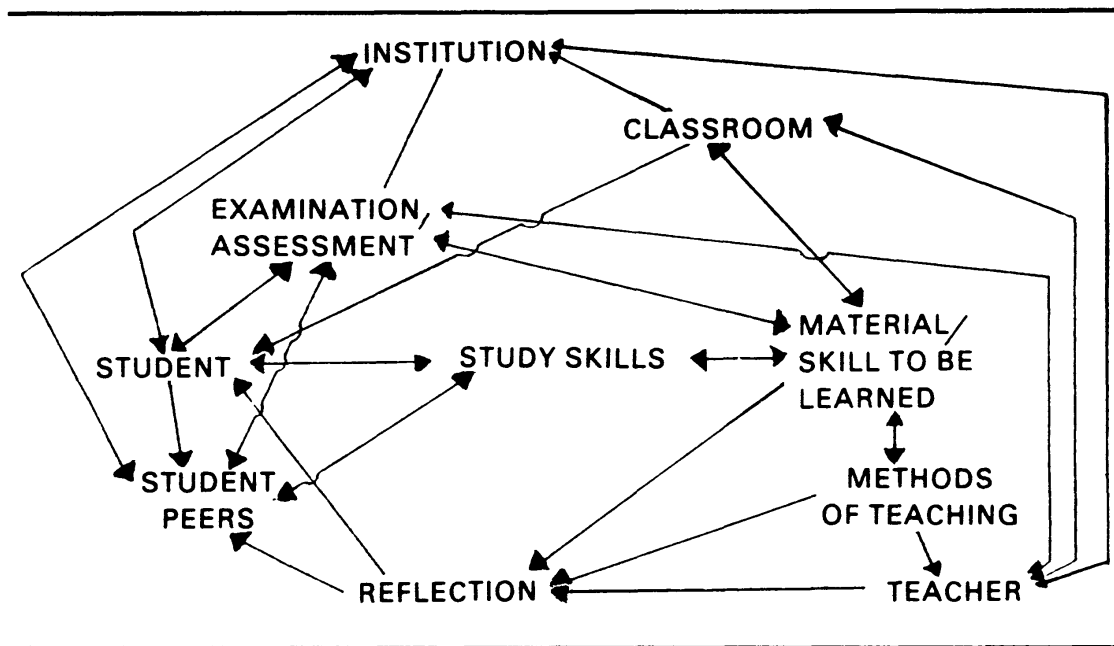 INSTITUTION
CLASSROOM
EXAMINATION/
ASSESSMENT
MATERIAL/
STUDENT
STUDY SKILLS
SKILL TO BE
LEARNED
STUDENT
PEERS
METHODS
OF TEACHING
REFLECTION
TEACHER